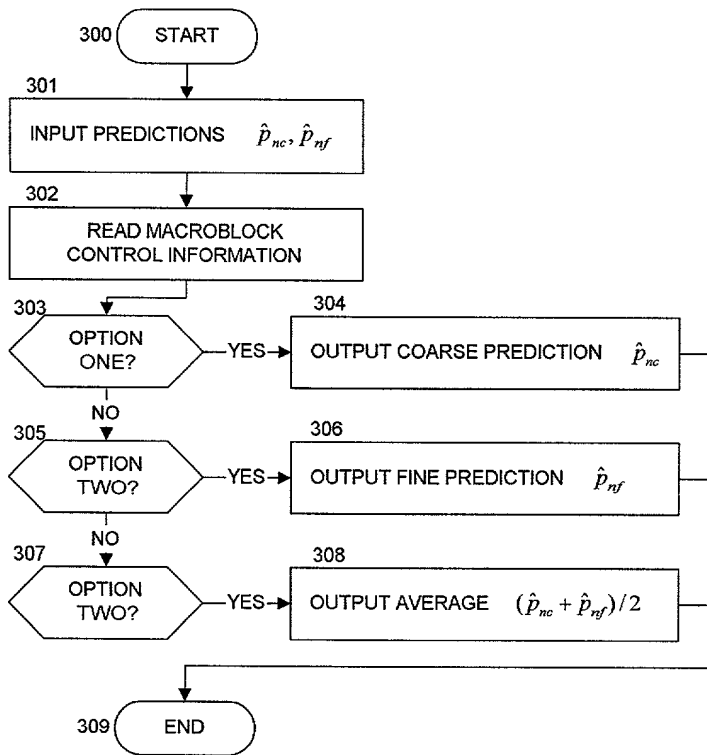 300 START
301
INPUT PREDICTIONS p̂nc, p̂nf
302
READ MACROBLOCK
CONTROL INFORMATION
303
OPTION
ONE?
YES
304
OUTPUT COARSE PREDICTION p̂nc
NO
305
OPTION
TWO?
YES
306
OUTPUT FINE PREDICTION p̂nf
NO
307
OPTION
TWO?
YES
308
OUTPUT AVERAGE (p̂nc + p̂nf)/2
309 END